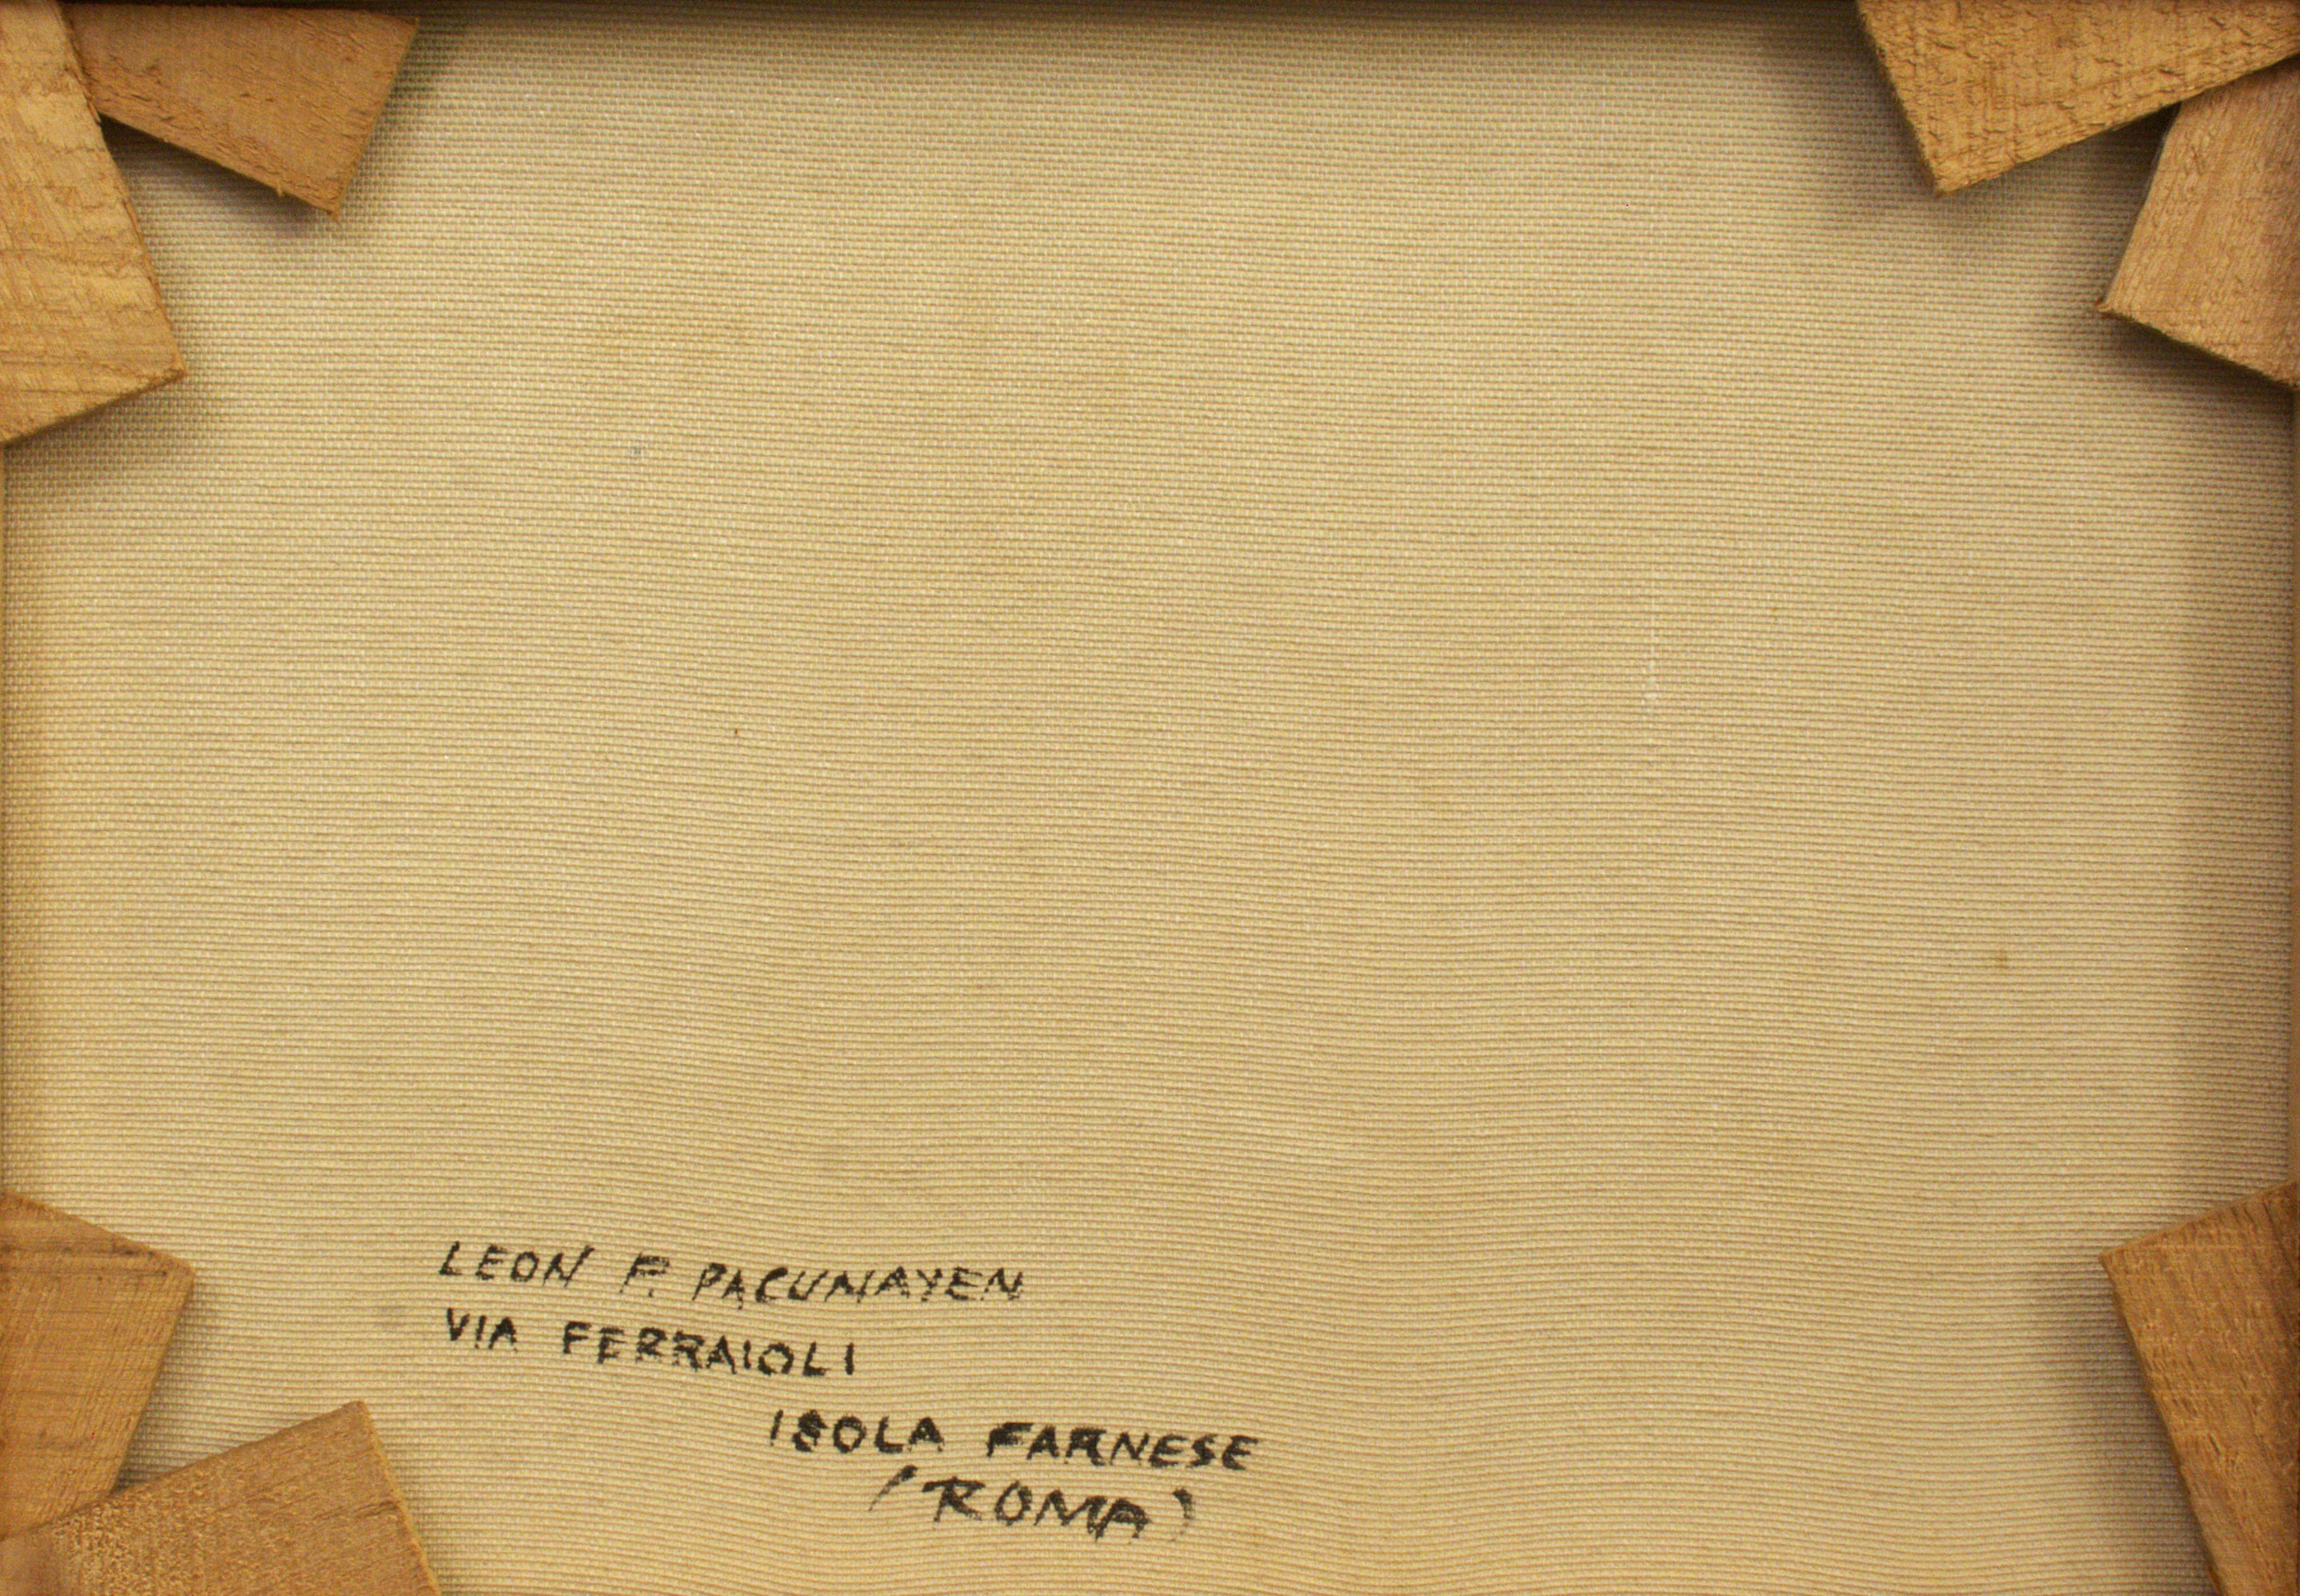 LEON F. PACUNAYEN
VIA FERRAIOLI
ISOLA FARNESE
(ROMA)